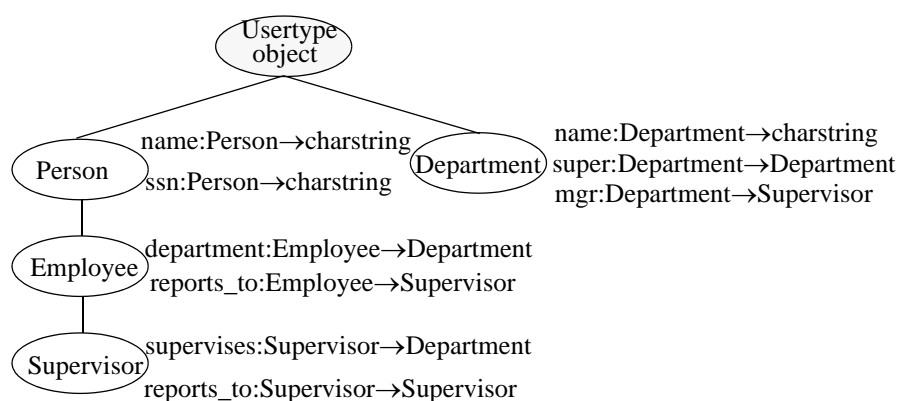 Usertype
object
Person
name:Person→charstring
ssn:Person→charstring
Department
name:Department→charstring
super:Department→Department
mgr:Department→Supervisor
Employee
department:Employee→Department
reports_to:Employee→Supervisor
Supervisor
supervises:Supervisor→Department
reports_to:Supervisor→Supervisor